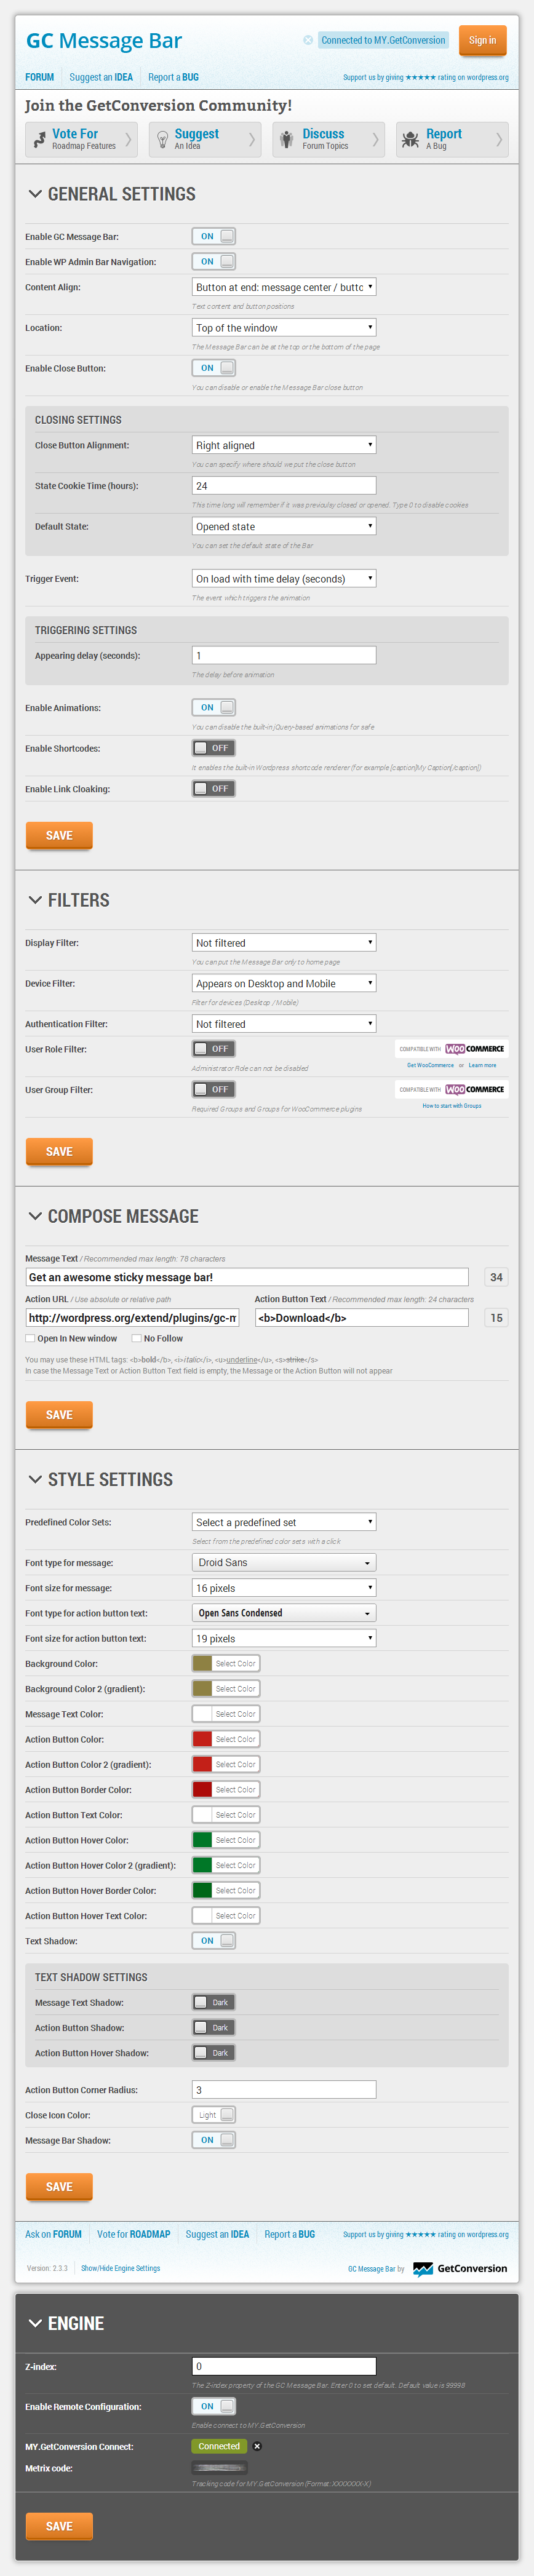 GC Message Bar
Connected to MY.GetConversion
Sign in
FORUM Suggest an IDEA Report a BUG
Support us by giving ★★★★★ rating on wordpress.org
Join the GetConversion Community!
Vote For
Roadmap Features
Suggest
An Idea
Discuss
Forum Topics
Report
A Bug
GENERAL SETTINGS
Enable GC Message Bar: ON
Enable WP Admin Bar Navigation: ON
Content Align: Button at end: message center / buttc
Text content and button positions
Location: Top of the window
The Message Bar can be at the top or the bottom of the page
Enable Close Button: ON
You can disable or enable the Message Bar close button
CLOSING SETTINGS
Close Button Alignment: Right aligned
You can specify where should we put the close button
State Cookie Time (hours): 24
This time long will remember if it was prewoulsy closed or opened. Type 0 to disable cookies
Default State: Opened state
You can set the default state of the Bar
Trigger Event: On load with time delay (seconds)
The event which triggers the animation
TRIGGERING SETTINGS
Appearing delay (seconds): 1
The delay before animation
Enable Animations: ON
You can disable the built-in jQuery-based animations for safe
Enable Shortcodes: OFF
It enables the built-in Wordpress shortcode renderer (for example [caption]My Caption[/caption])
Enable Link Cloaking: OFF
SAVE
FILTERS
Display Filter: Not filtered
You can put the Message Bar only to home page
Device Filter: Appears on Desktop and Mobile
Filter for devices (Desktop / Mobile)
Authentication Filter: Not filtered
User Role Filter: OFF COMPATIBLE WITH WOO COMMERCE
Administrator Role can not be disabled Get WooCommerce or Learn more
User Group Filter: OFF COMPATIBLE WITH WOO COMMERCE
Required Groups and Groups for WooCommerce plugins How to start with Groups
SAVE
COMPOSE MESSAGE
Message Text / Recommended max length: 78 characters
Get an awesome sticky message bar! 34
Action URL / Use absolute or relative path Action Button Text / Recommended max length: 24 characters
http://wordpress.org/extend/plugins/gc-m <b>Download</b> 15
Open In New window No Follow
You may use these HTML tags: <b>bold</b>, <i>italic</i>, <u>underline</u>, <s>strike</s>
In case the Message Text or Action Button Text field is empty, the Message or the Action Button will not appear
SAVE
STYLE SETTINGS
Predefined Color Sets: Select a predefined set
Select from the predefined color sets with a click
Font type for message: Droid Sans
Font size for message: 16 pixels
Font type for action button text: Open Sans Condensed
Font size for action button text: 19 pixels
Background Color: Select Color
Background Color 2 (gradient): Select Color
Message Text Color: Select Color
Action Button Color: Select Color
Action Button Color 2 (gradient): Select Color
Action Button Border Color: Select Color
Action Button Text Color: Select Color
Action Button Hover Color: Select Color
Action Button Hover Color 2 (gradient): Select Color
Action Button Hover Border Color: Select Color
Action Button Hover Text Color: Select Color
Text Shadow: ON
TEXT SHADOW SETTINGS
Message Text Shadow: Dark
Action Button Shadow: Dark
Action Button Hover Shadow: Dark
Action Button Corner Radius: 3
Close Icon Color: Light
Message Bar Shadow: ON
SAVE
Ask on FORUM Vote for ROADMAP Suggest an IDEA Report a BUG Support us by giving ★★★★★ rating on wordpress.org
Version: 2.3.3 Show/Hide Engine Settings GC Message Bar by GetConversion
ENGINE
Z-index: 0
The Z-index property of the GC Message Bar. Enter 0 to set default. Default value is 99998
Enable Remote Configuration: ON
Enable connect to MY.GetConversion
MY.GetConversion Connect: Connected
Metrix code:
Tracking code for MY.GetConversion (Format: XXXXXXX-X)
SAVE